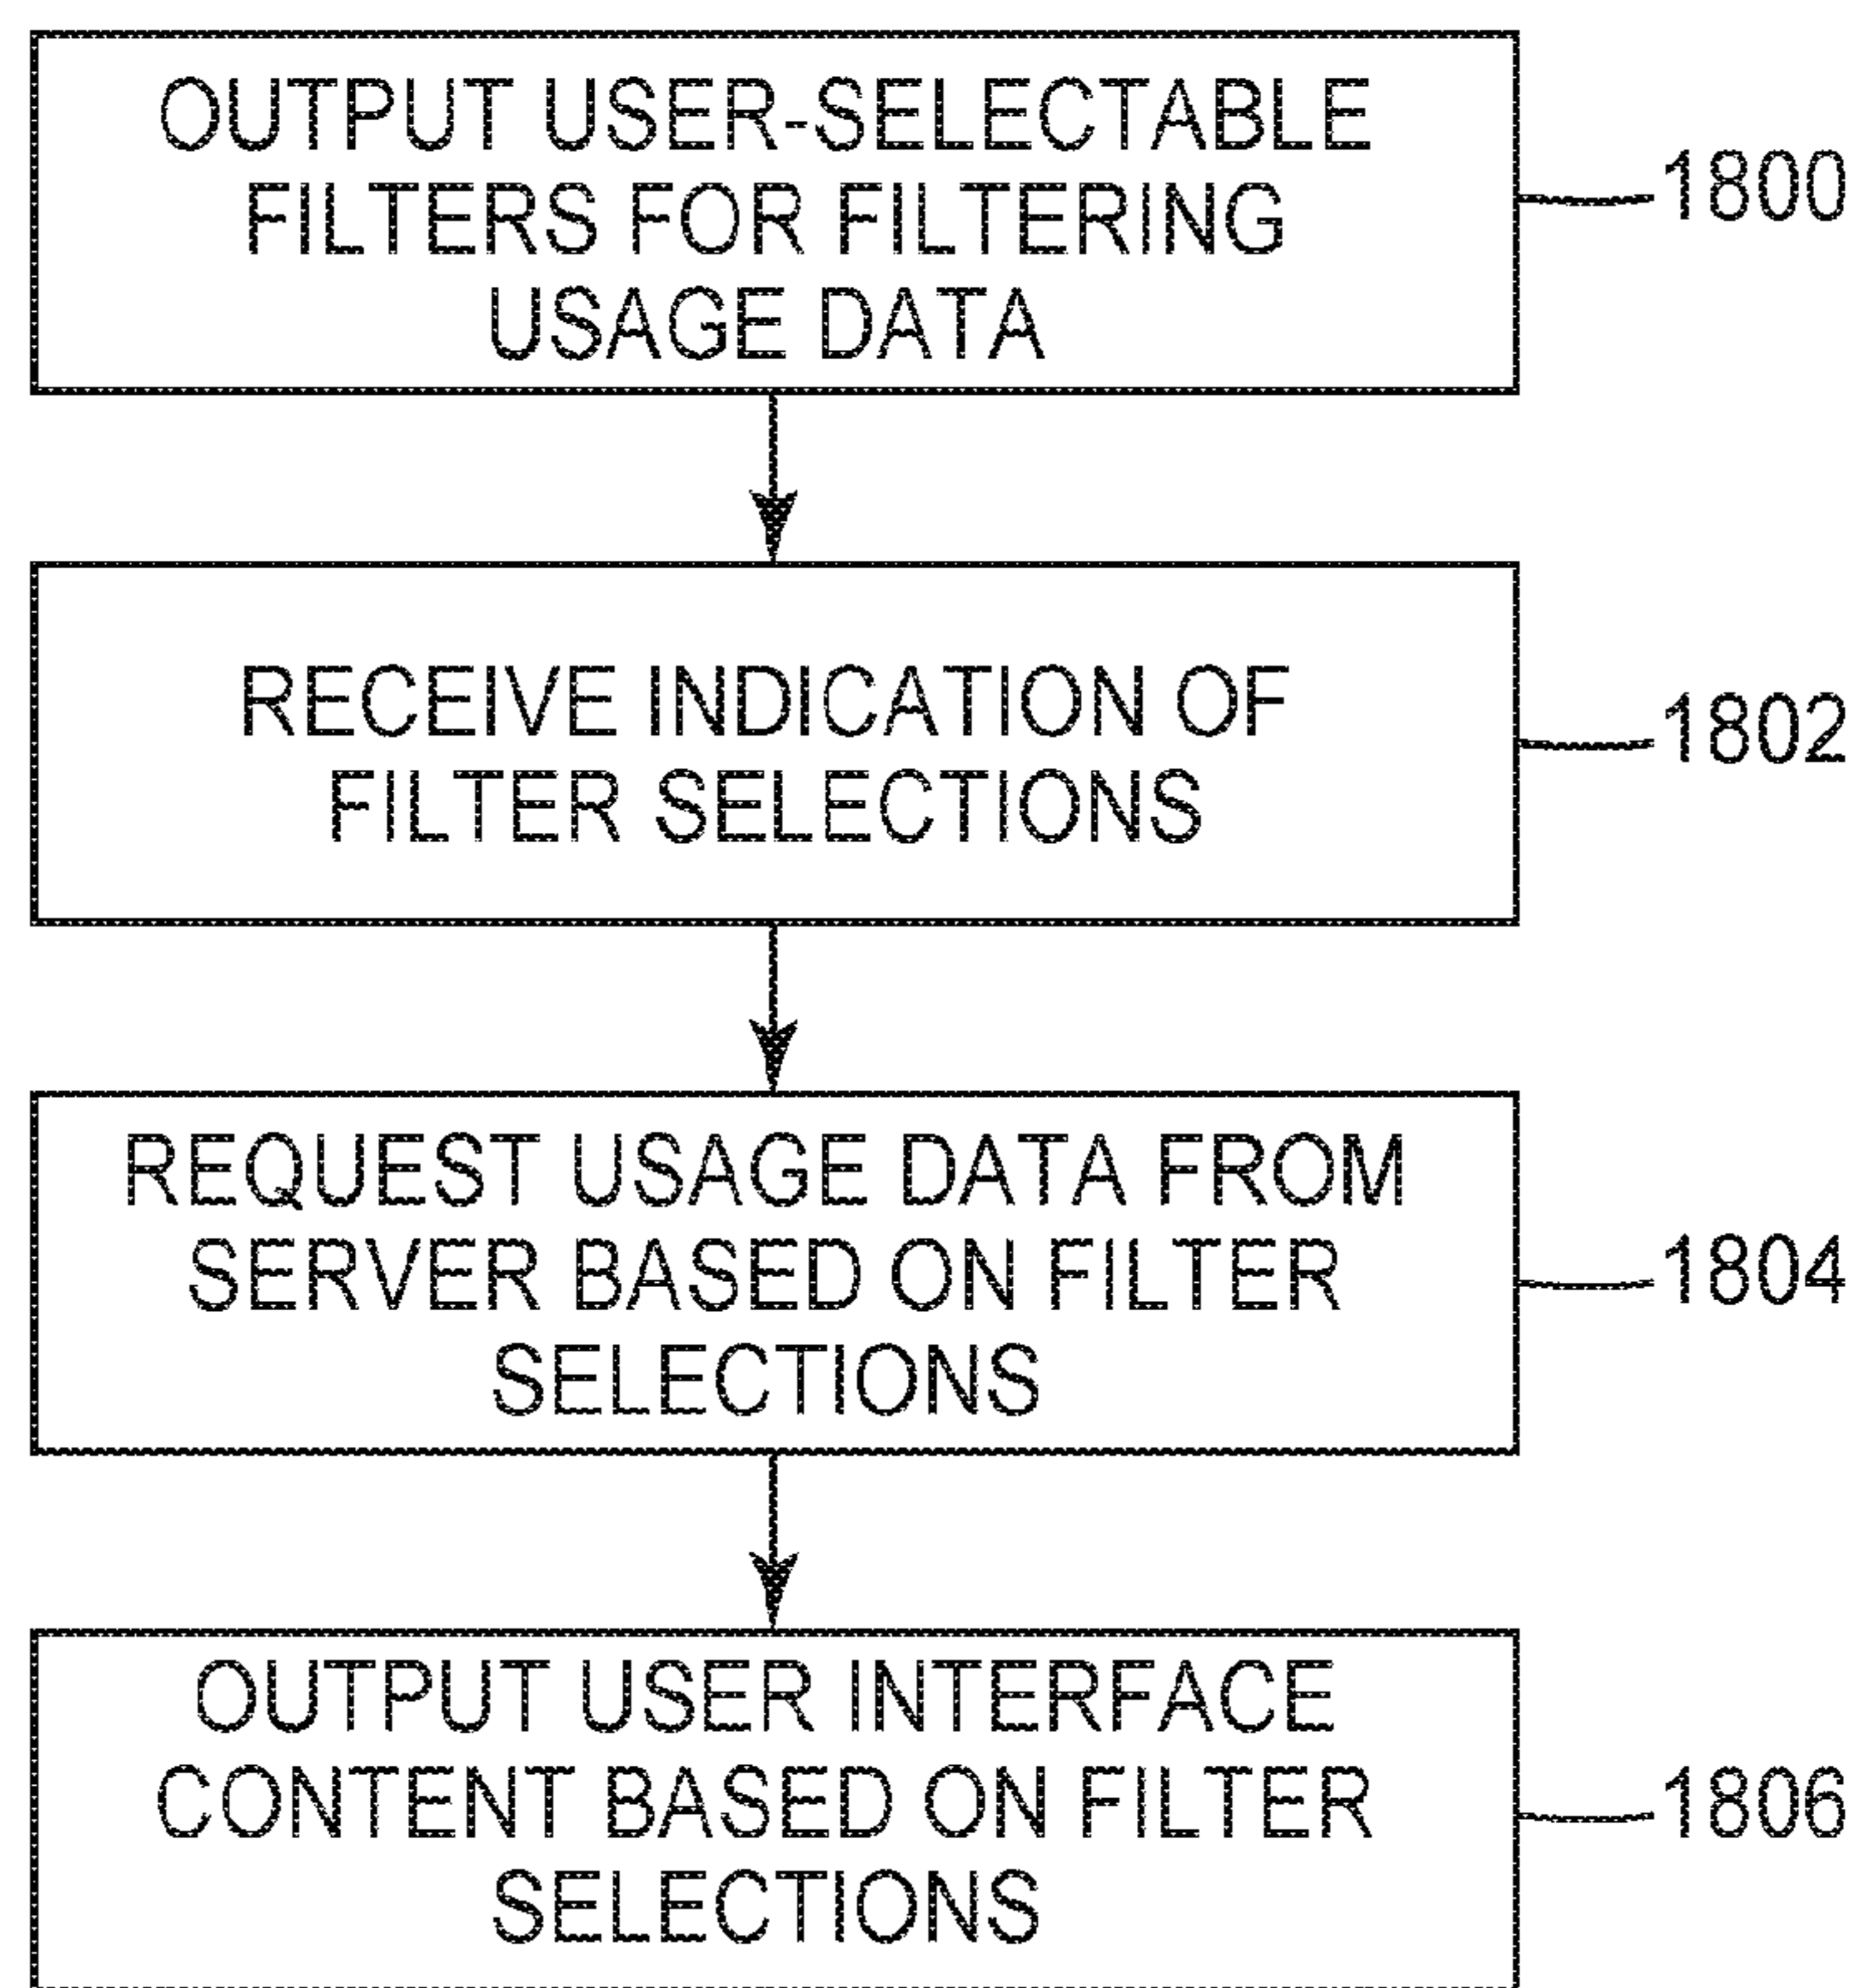 OUTPUT USER-SELECTABLE
FILTERS FOR FILTERING
USAGE DATA
1800
RECEIVE INDICATION OF
FILTER SELECTIONS
1802
REQUEST USAGE DATA FROM
SERVER BASED ON FILTER
SELECTIONS
1804
OUTPUT USER INTERFACE
CONTENT BASED ON FILTER
SELECTIONS
1806